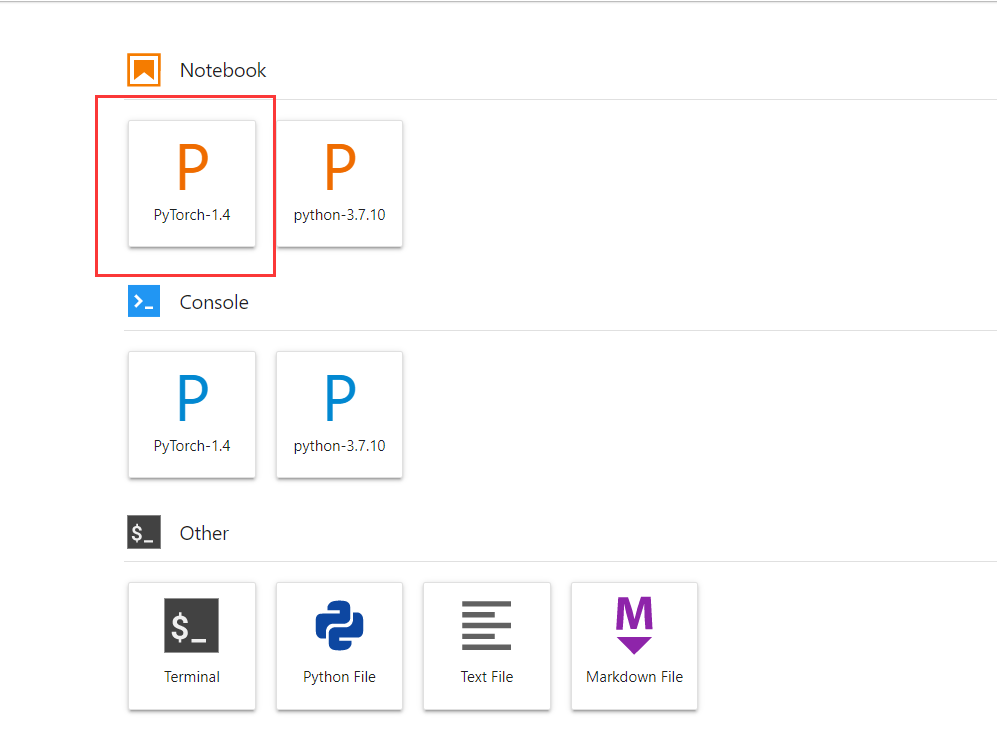 Notebook
P P
PyTorch-1.4 python-3.7.10
Console
P P
PyTorch-1.4 python-3.7.10
$_ Other
$_ M
Terminal Python File Text File Markdown File